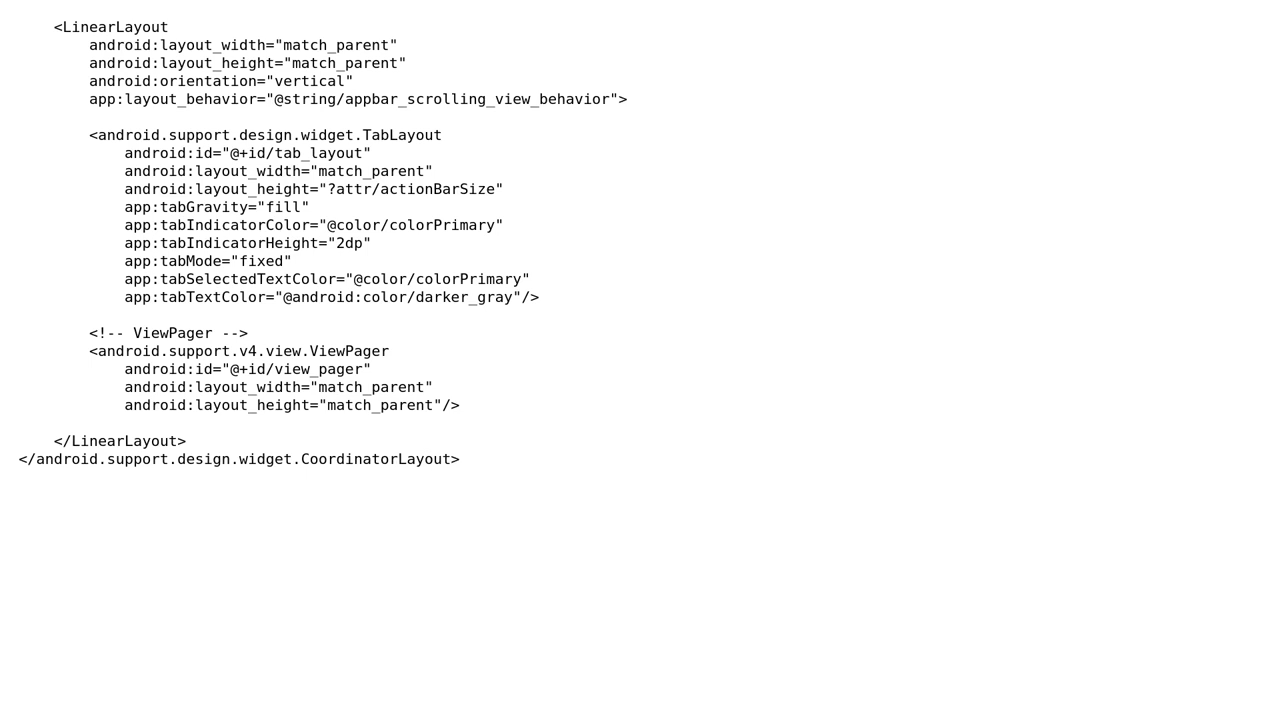 <LinearLayout
        android:layout_width="match_parent"
        android:layout_height="match_parent"
        android:orientation="vertical"
        app:layout_behavior="@string/appbar_scrolling_view_behavior">

        <android.support.design.widget.TabLayout
            android:id="@+id/tab_layout"
            android:layout_width="match_parent"
            android:layout_height="?attr/actionBarSize"
            app:tabGravity="fill"
            app:tabIndicatorColor="@color/colorPrimary"
            app:tabIndicatorHeight="2dp"
            app:tabMode="fixed"
            app:tabSelectedTextColor="@color/colorPrimary"
            app:tabTextColor="@android:color/darker_gray"/>

        <!-- ViewPager -->
        <android.support.v4.view.ViewPager
            android:id="@+id/view_pager"
            android:layout_width="match_parent"
            android:layout_height="match_parent"/>

    </LinearLayout>
</android.support.design.widget.CoordinatorLayout>